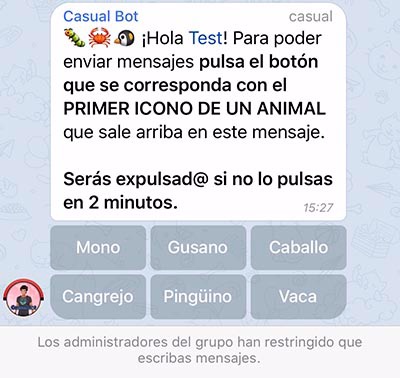 Casual Bot casual
🐛🦀🐧 ¡Hola Test! Para poder
enviar mensajes pulsa el botón
que se corresponda con el
PRIMER ICONO DE UN ANIMAL
que sale arriba en este mensaje.
Serás expulsad@ si no lo pulsas
en 2 minutos.
15:27
Mono Gusano Caballo
Cangrejo Pingüino Vaca
Los administradores del grupo han restringido que
escribas mensajes.